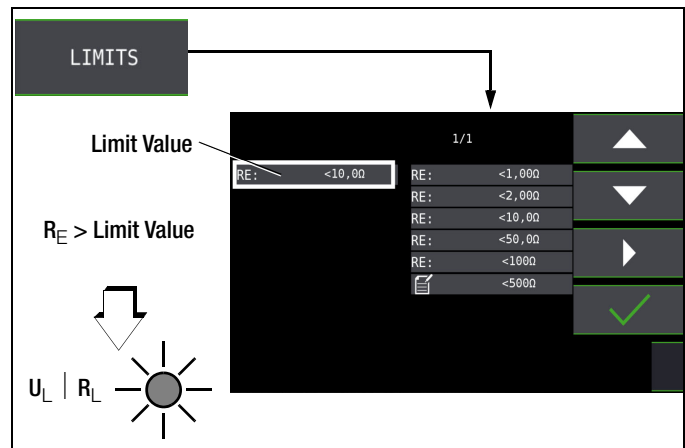 LIMITS
Limit Value
1/1
RE: <10,0Ω
RE: <1,00Ω
RE: <2,00Ω
RE: <10,0Ω
RE: <50,0Ω
RE: <100Ω
<500Ω
RE > Limit Value
UL | RL